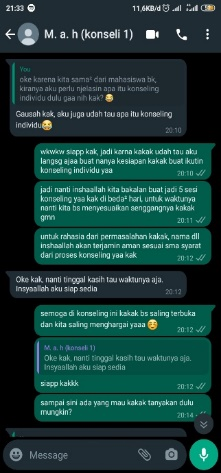 21:33
11,6KB/d
M. a. h (konseli 1)
You
oke karena kita sama² dari mahasiswa bk,
kiranya aku perlu njelasin apa itu konseling
individu dulu gaa nih kak? 😂
Gausah kak, aku juga udah tau apa itu konseling
individu😂
20:10
wkwkw siapp kak, jadi karna kakak udah tau aku
langsg ajaa buat nanya kesiapan kakak buat ikutin
konseling individu yaa
20:10
jadi nanti inshaallah kita bakalan buat jadi 5 sesi
konseling yaa kak di beda² hari, untuk waktunya
nanti kita bs menyesuaikan senggangnya kakak
gmn
20:11
untuk rahasia dari permasalahan kakak, nama dll
inshaallah akan terjamin aman sesuai sma syarat
dari proses konseling yaa kak
20:12
Oke kak, nanti tinggal kasih tau waktunya aja.
Insyaallah aku siap sedia
20:12
semoga di konseling ini kakak bs saling terbuka
dan kita saling menghargai yaaa ☺
20:12
M. a. h (konseli 1)
Oke kak, nanti tinggal kasih tau waktunya aja.
Insyaallah aku siap sedia
siapp kakkk
20:12
sampai sini ada yang mau kakak tanyakan dulu
mungkin?
20:14
Message